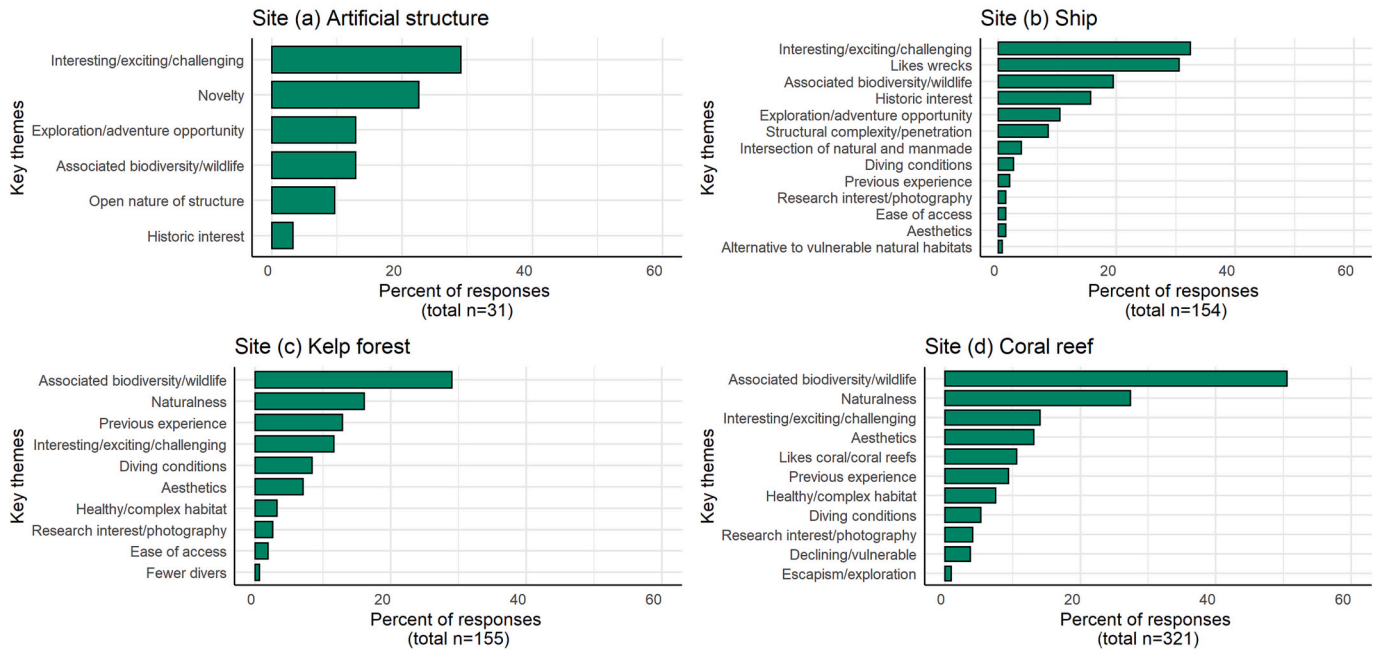 Site (a) Artificial structure
Key themes
Interesting/exciting/challenging
Novelty
Exploration/adventure opportunity
Associated biodiversity/wildlife
Open nature of structure
Historic interest
0 20 40 60
Percent of responses
(total n=31)
Site (b) Ship
Key themes
Interesting/exciting/challenging
Likes wrecks
Associated biodiversity/wildlife
Historic interest
Exploration/adventure opportunity
Structural complexity/penetration
Intersection of natural and manmade
Diving conditions
Previous experience
Research interest/photography
Ease of access
Aesthetics
Alternative to vulnerable natural habitats
0 20 40 60
Percent of responses
(total n=154)
Site (c) Kelp forest
Key themes
Associated biodiversity/wildlife
Naturalness
Previous experience
Interesting/exciting/challenging
Diving conditions
Aesthetics
Healthy/complex habitat
Research interest/photography
Ease of access
Fewer divers
0 20 40 60
Percent of responses
(total n=155)
Site (d) Coral reef
Key themes
Associated biodiversity/wildlife
Naturalness
Interesting/exciting/challenging
Aesthetics
Likes coral/coral reefs
Previous experience
Healthy/complex habitat
Diving conditions
Research interest/photography
Declining/vulnerable
Escapism/exploration
0 20 40 60
Percent of responses
(total n=321)